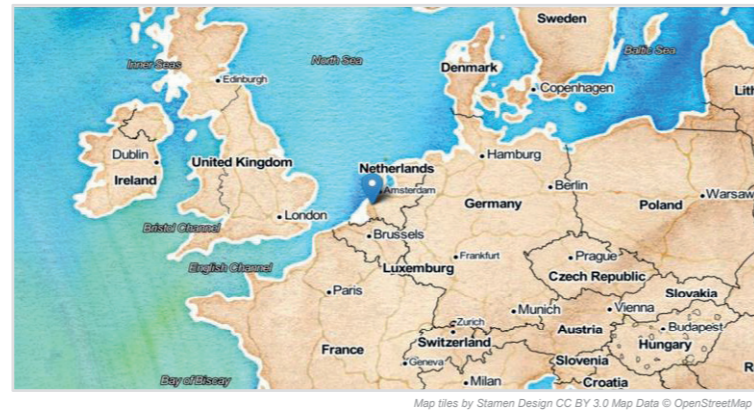 Sweden
Inner Seas
North Sea
Baltic Sea
Denmark
Edinburgh
Copenhagen
Lith
Dublin
United Kingdom
Netherlands
Hamburg
Ireland
Amsterdam
Berlin
Warsaw
London
Germany
Poland
Bristol Channel
Brussels
English Channel
Luxemburg
Frankfurt
Prague
Czech Republic
Paris
Slovakia
Munich
Vienna
Zurich
Austria
Budapest
Switzerland
Hungary
France
Geneva
Slovenia
R
Bay of Biscay
Milan
Croatia
Map tiles by Stamen Design CC BY 3.0 Map Data © OpenStreetMap